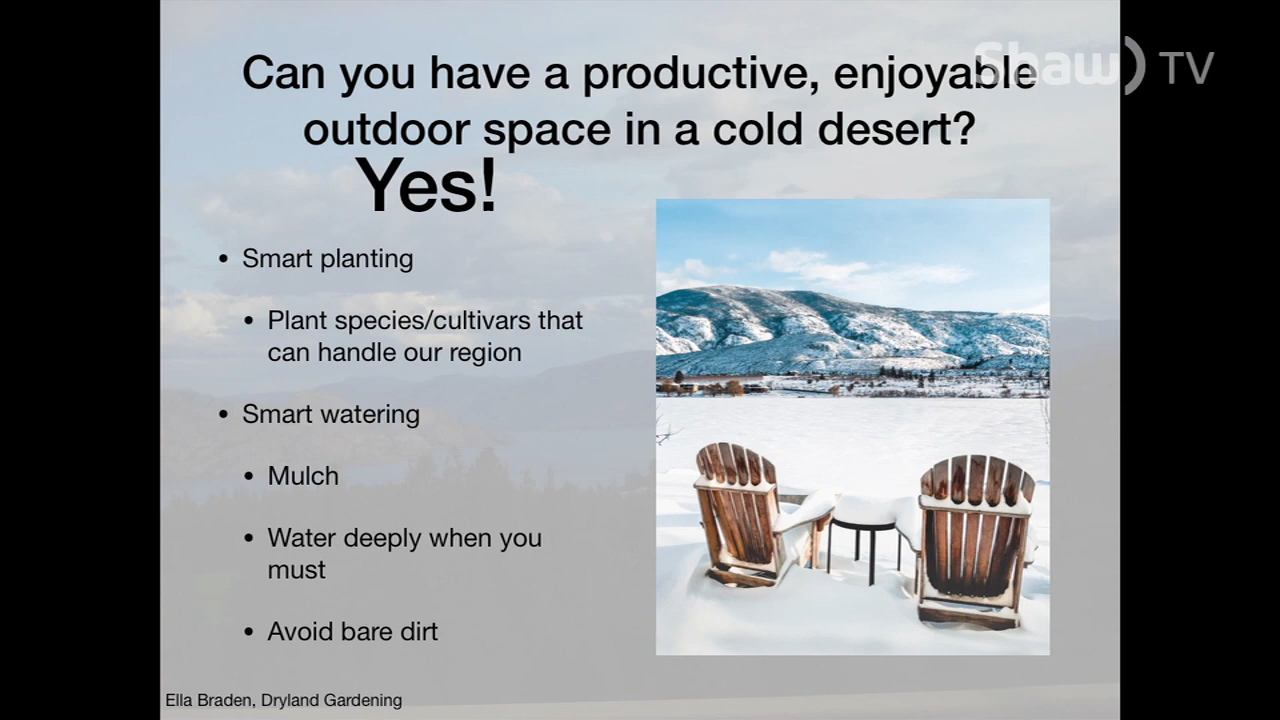 Shaw) TV
Can you have a productive, enjoyable
outdoor space in a cold desert?
Yes!
• Smart planting
• Plant species/cultivars that
can handle our region
• Smart watering
• Mulch
• Water deeply when you
must
• Avoid bare dirt
Ella Braden, Dryland Gardening